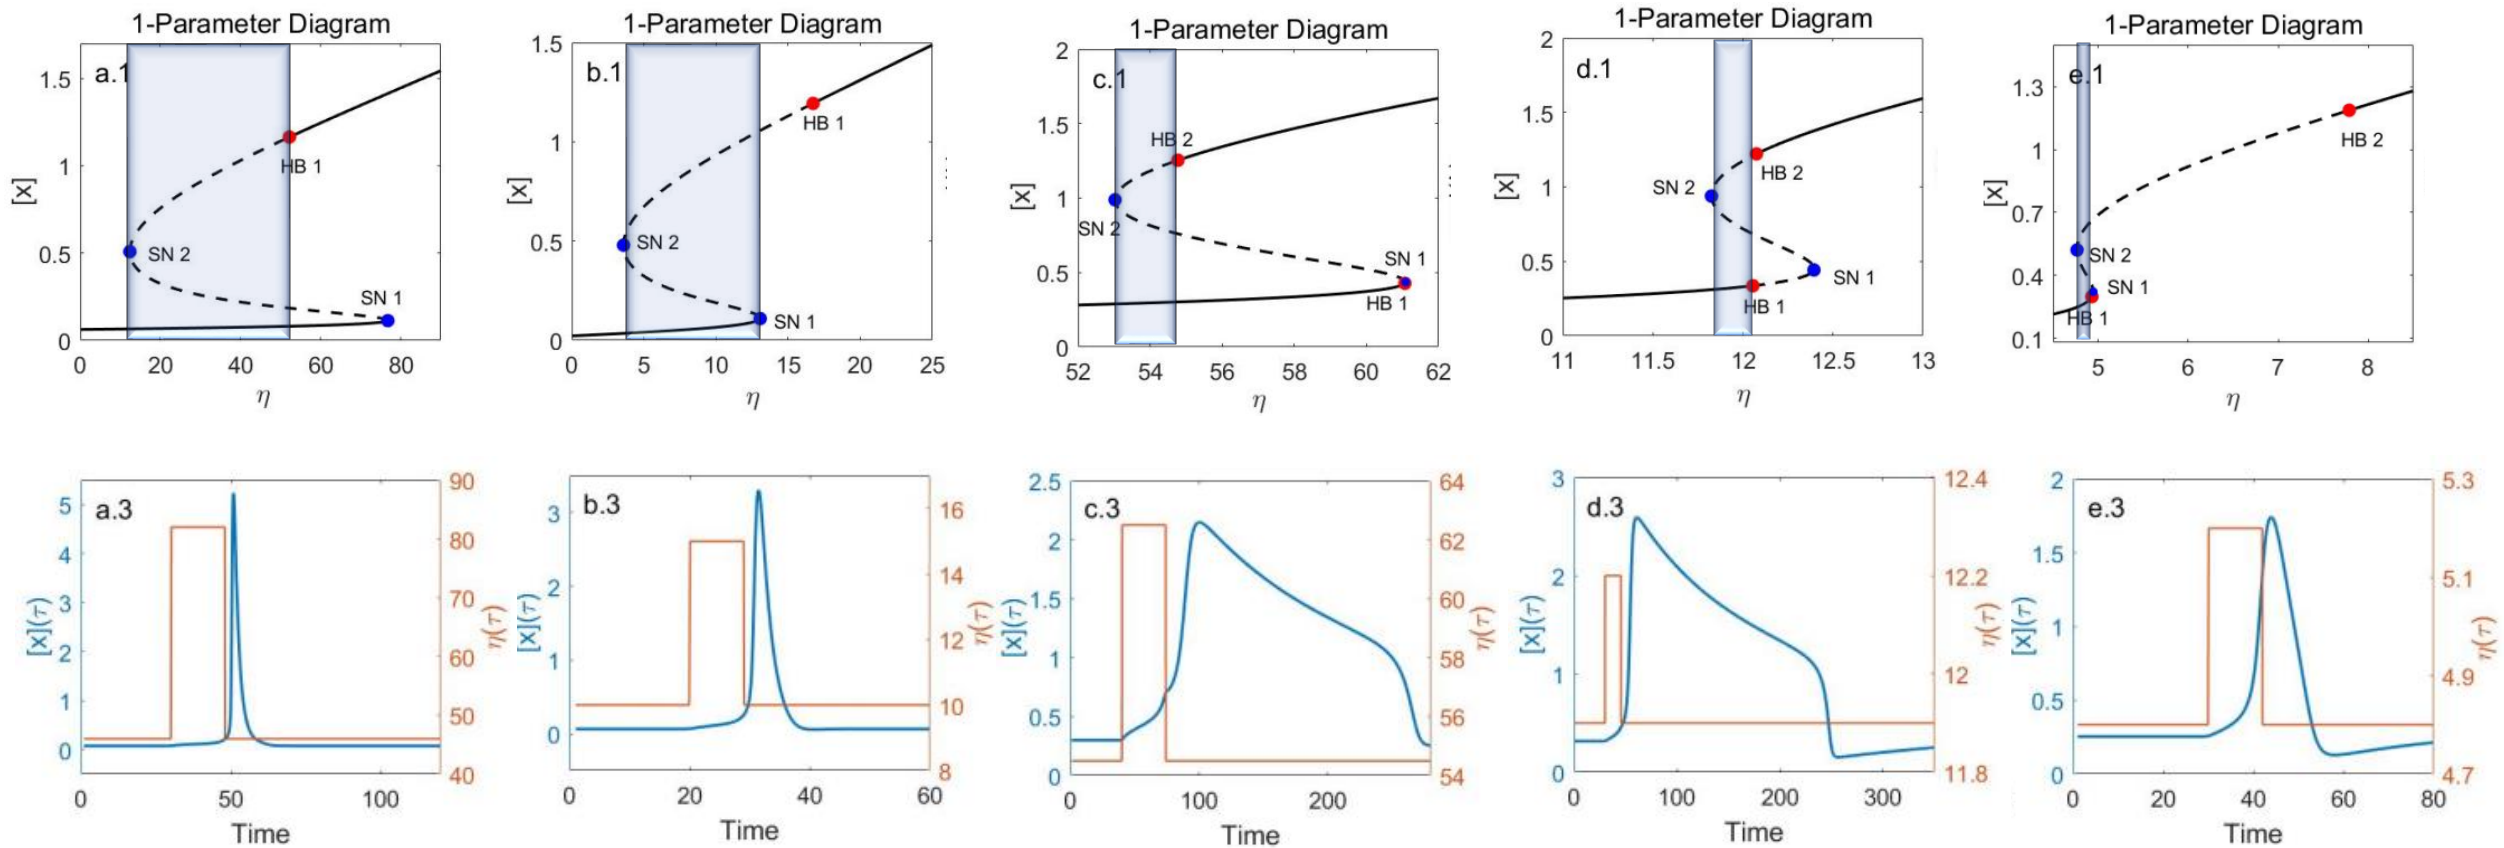 1-Parameter Diagram
a.1
[x]
1.5
1
0.5
0
HB 1
SN 2
SN 1
0 20 40 60 80
η
1-Parameter Diagram
b.1
[x]
1.5
1
0.5
0
HB 1
SN 2
SN 1
0 5 10 15 20 25
η
1-Parameter Diagram
c.1
[x]
2
1.5
1
0.5
0
HB 2
SN 2
SN 1
HB 1
52 54 56 58 60 62
η
1-Parameter Diagram
d.1
[x]
2
1.5
1
0.5
0
SN 2
HB 2
SN 1
HB 1
11 11.5 12 12.5 13
η
1-Parameter Diagram
e.1
[x]
1.3
1
0.7
0.4
0.1
HB 2
SN 2
SN 1
HB 1
5 6 7 8
η
a.3
[x](τ)
5
4
3
2
1
0
90
80
70
60
50
40
η(τ)
0 50 100
Time
b.3
[x](τ)
3
2
1
0
16
14
12
10
8
η(τ)
0 20 40 60
Time
c.3
[x](τ)
2.5
2
1.5
1
0.5
0
64
62
60
58
56
54
η(τ)
0 100 200
Time
d.3
[x](τ)
3
2
1
0
12.4
12.2
12
11.8
η(τ)
0 100 200 300
Time
e.3
[x](τ)
2
1.5
1
0.5
0
5.3
5.1
4.9
4.7
η(τ)
0 20 40 60 80
Time